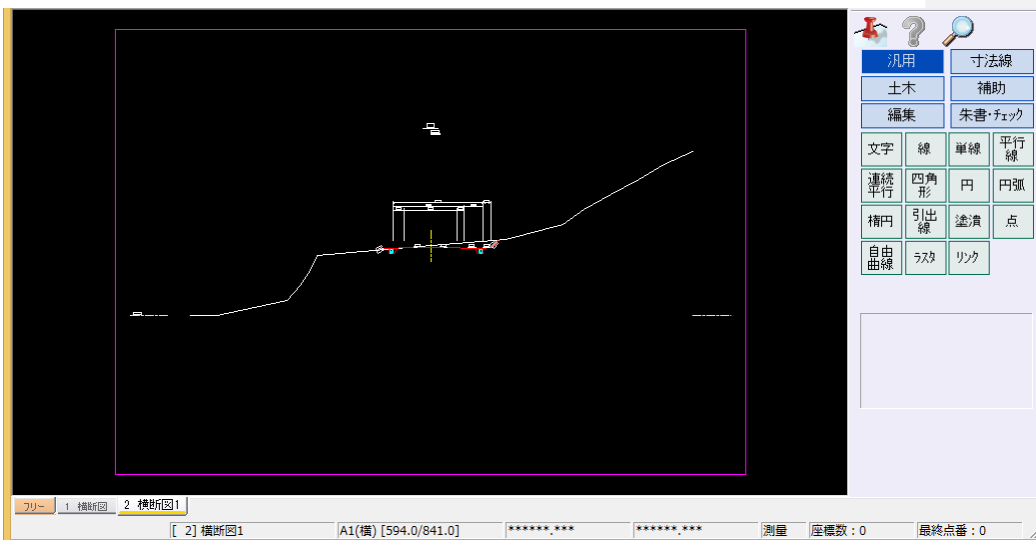 汎用 寸法線
土木 補助
編集 朱書・ﾁｪｯｸ
文字 線 単線 平行線
連続平行 四角形 円 円弧
楕円 引出線 塗潰 点
自由曲線 ﾗｽﾀ ﾘﾝｸ
フリー 1 横断図 2 横断図1
[ 2] 横断図1 A1(横) [594.0/841.0] ******.*** ******.*** 測量 座標数：0 最終点番：0